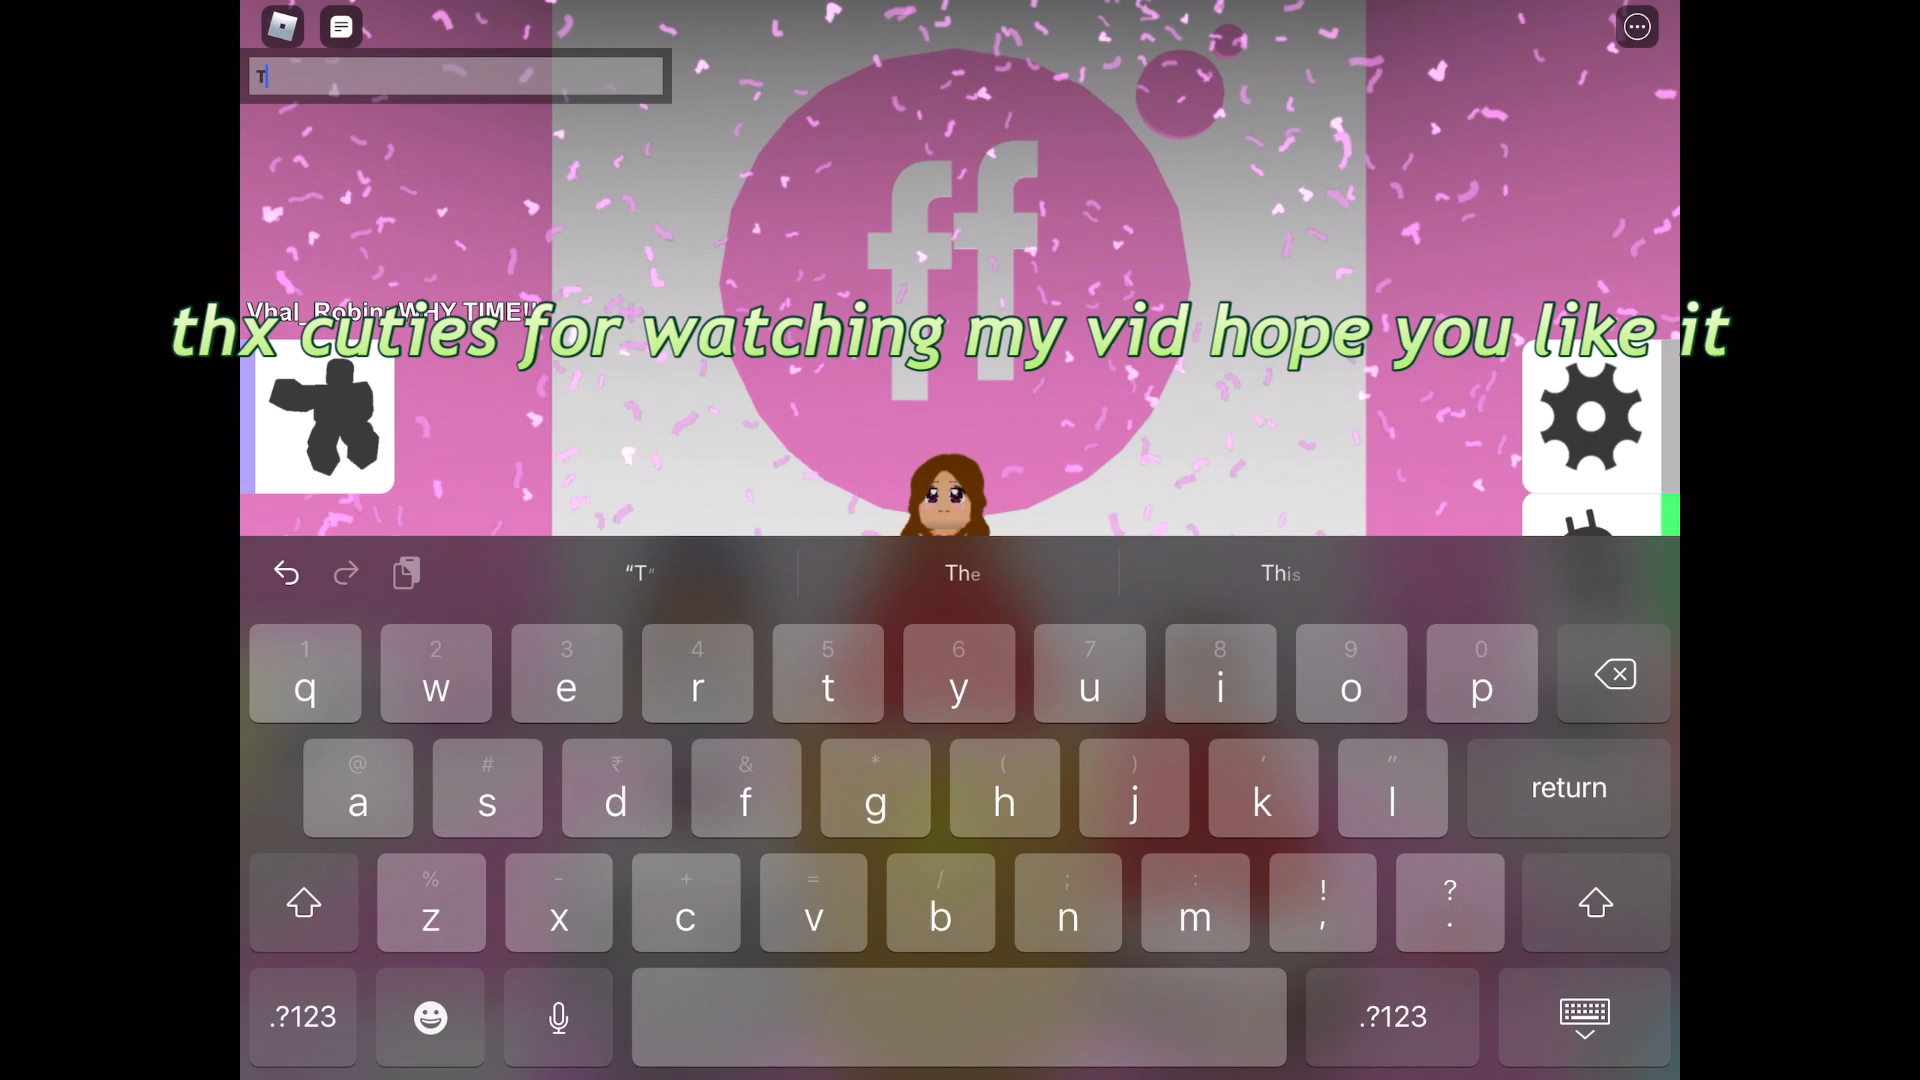 T
ff
Vhal_Robin: WHY TIME!!
thx cuties for watching my vid hope you like it
“T” The This
1 2 3 4 5 6 7 8 9 0
q w e r t y u i o p
@ # ₹ & * ( ) ' "
a s d f g h j k l return
% - + = / ; : ! ?
z x c v b n m , .
.?123 .?123